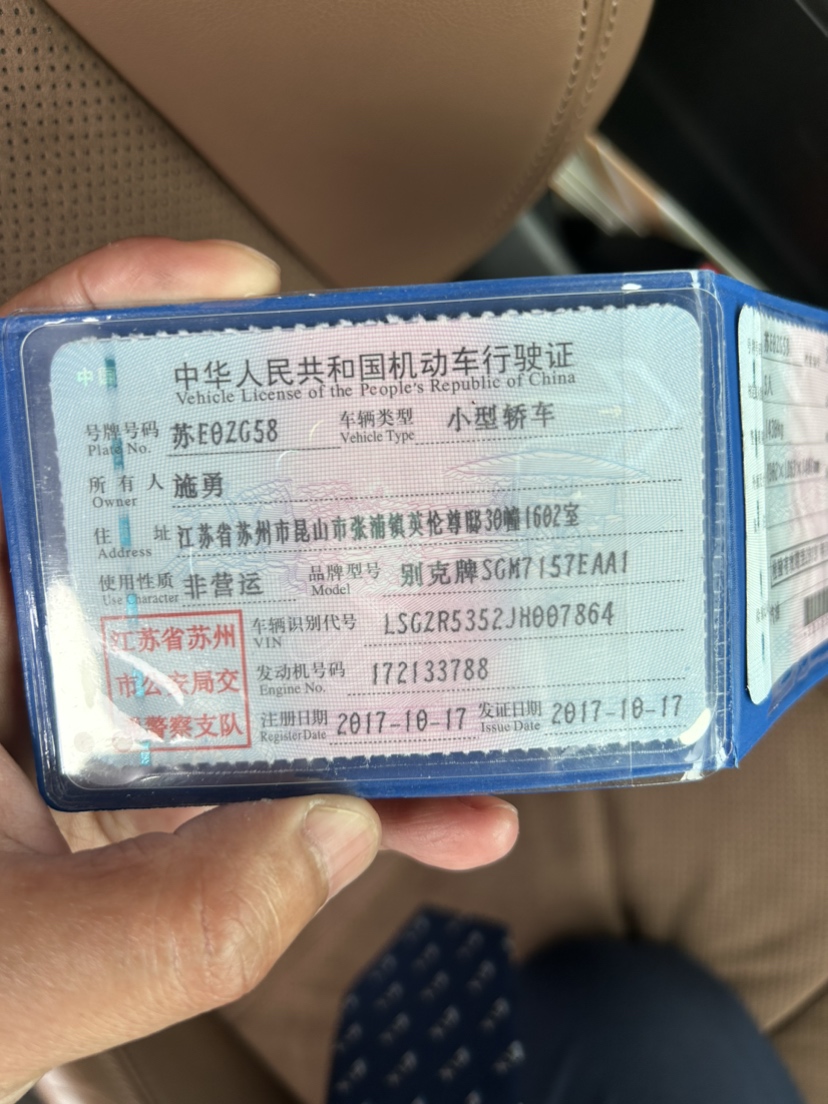 中国
中华人民共和国机动车行驶证
Vehicle License of the People's Republic of China
号牌号码 苏E0ZG58 车辆类型 小型轿车
Plate No. Vehicle Type
所有人 施勇
Owner
住址 江苏省苏州市昆山市张浦镇英伦尊邸30幢1602室
Address
使用性质 非营运 品牌型号 别克牌SGM7157EAA1
Use Character Model
江苏省苏州
市公安局交
警察支队
车辆识别代号 LSGZR5352JH007864
VIN
发动机号码 172133788
Engine No.
注册日期 2017-10-17 发证日期 2017-10-17
Register Date Issue Date